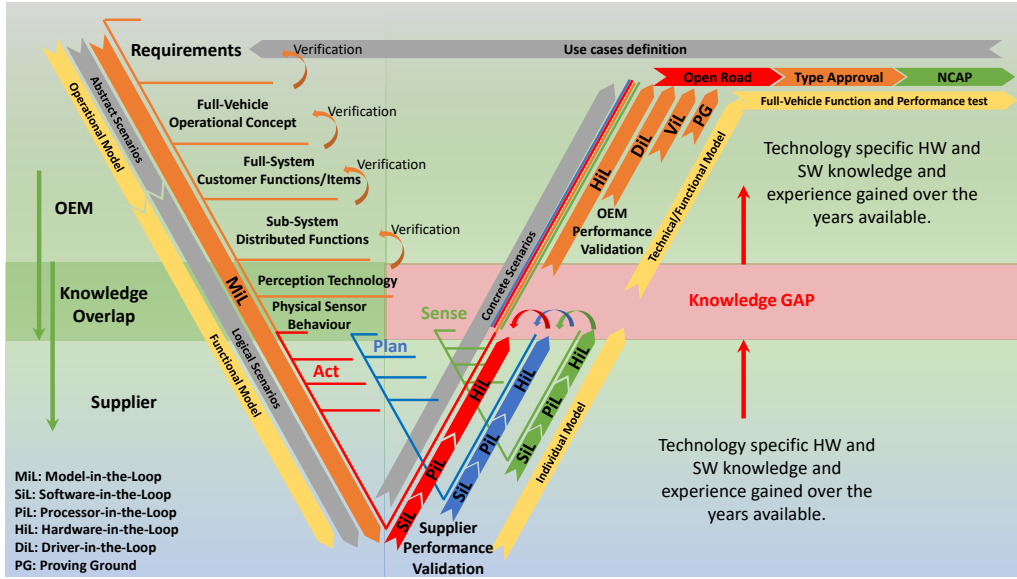 Requirements
Verification
Use cases definition
Open Road
Type Approval
NCAP
Full-Vehicle Function and Performance test
Operational Model
Abstract Scenarios
Full-Vehicle
Operational Concept
Verification
Full-System
Customer Functions/Items
Verification
Sub-System
Distributed Functions
Verification
OEM
Knowledge
Overlap
Supplier
MiL
Perception Technology
Physical Sensor
Behaviour
Functional Model
Logical Scenarios
Act
Plan
Sense
Concrete Scenarios
HiL
DiL
ViL
PG
OEM
Performance
Validation
Technical/Functional Model
Technology specific HW and
SW knowledge and
experience gained over the
years available.
Knowledge GAP
SiL
PiL
HiL
SiL
PiL
HiL
SiL
PiL
HiL
Individual Model
Supplier
Performance
Validation
Technology specific HW and
SW knowledge and
experience gained over the
years available.
MiL: Model-in-the-Loop
SiL: Software-in-the-Loop
PiL: Processor-in-the-Loop
HiL: Hardware-in-the-Loop
DiL: Driver-in-the-Loop
PG: Proving Ground